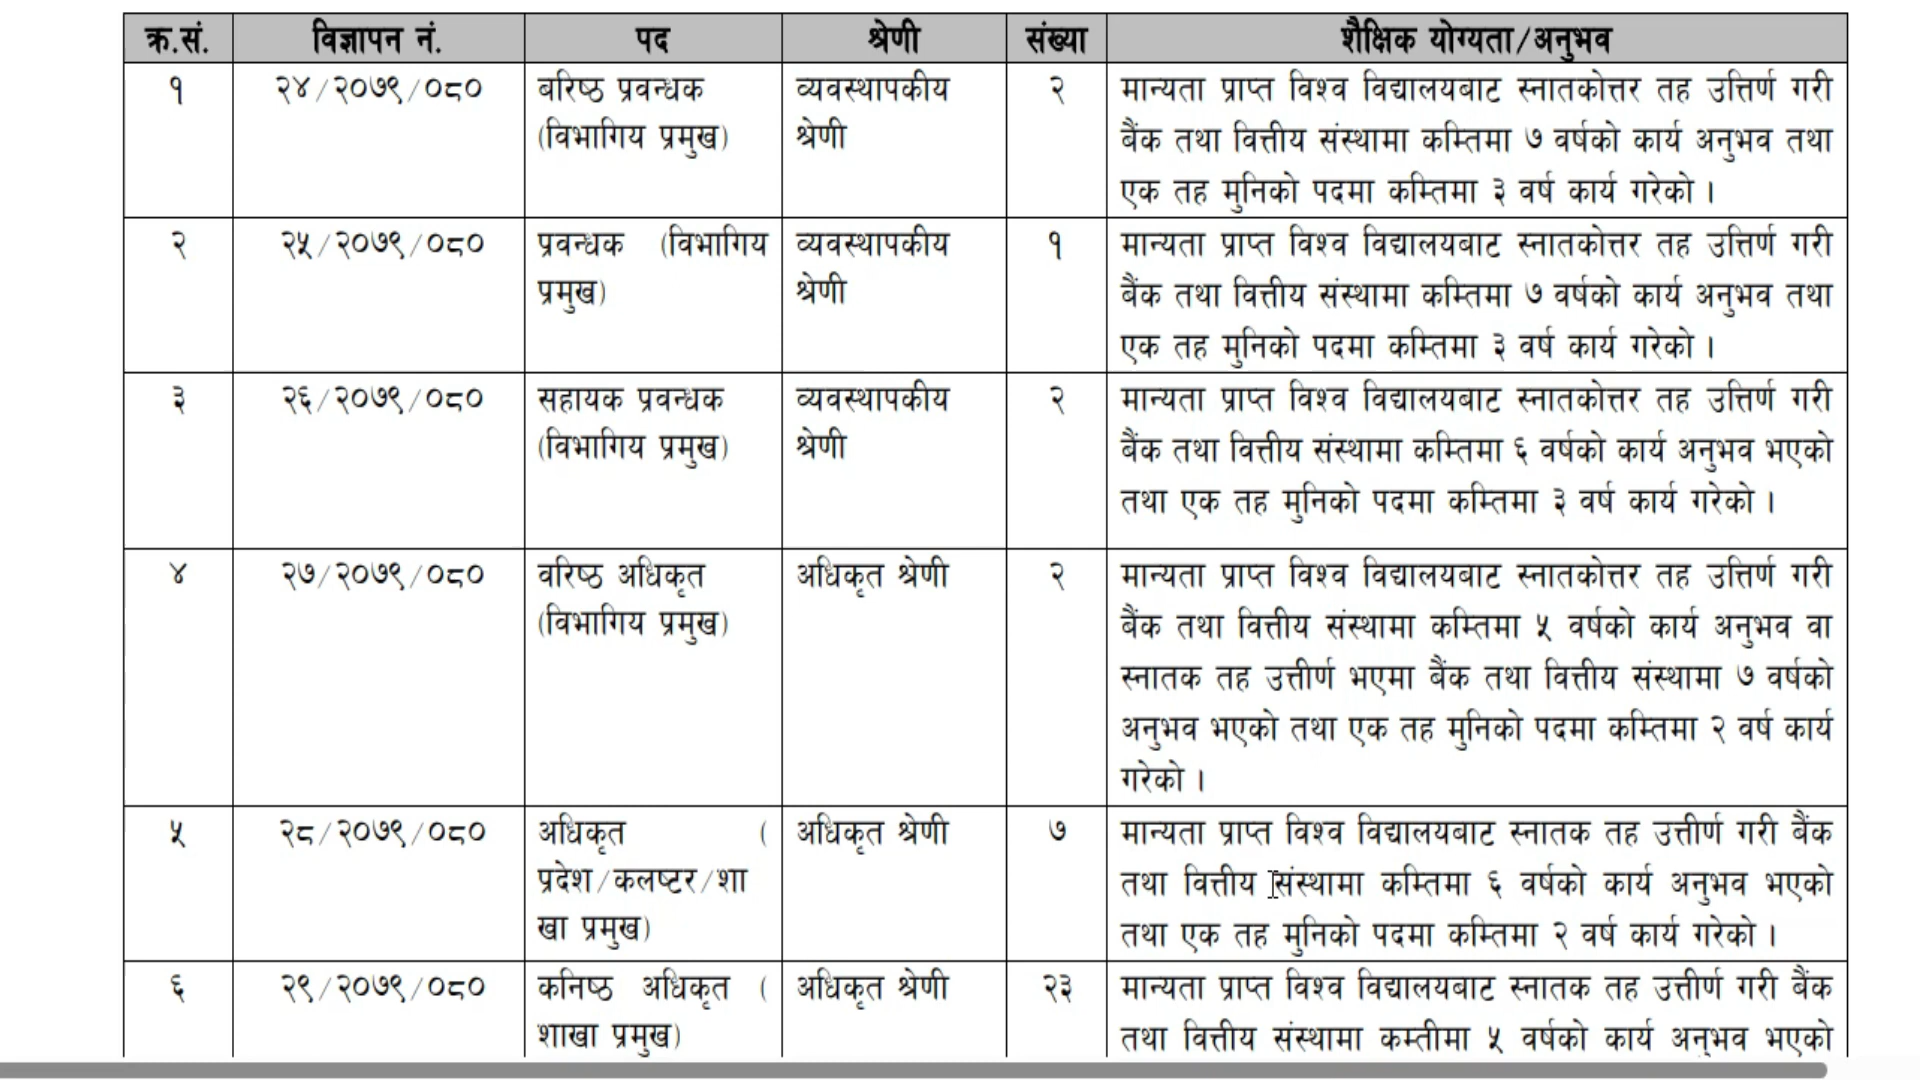 क्र.सं. विज्ञापन नं. पद श्रेणी संख्या शैक्षिक योग्यता/अनुभव
१ २४/२०७९/०८० बरिष्ठ प्रवन्धक व्यवस्थापकीय २ मान्यता प्राप्त विश्व विद्यालयबाट स्नातकोत्तर तह उत्तिर्ण गरी
(विभागिय प्रमुख) श्रेणी बैंक तथा वित्तीय संस्थामा कम्तिमा ७ वर्षको कार्य अनुभव तथा
एक तह मुनिको पदमा कम्तिमा ३ वर्ष कार्य गरेको ।
२ २५/२०७९/०८० प्रवन्धक (विभागिय व्यवस्थापकीय १ मान्यता प्राप्त विश्व विद्यालयबाट स्नातकोत्तर तह उत्तिर्ण गरी
प्रमुख) श्रेणी बैंक तथा वित्तीय संस्थामा कम्तिमा ७ वर्षको कार्य अनुभव तथा
एक तह मुनिको पदमा कम्तिमा ३ वर्ष कार्य गरेको ।
३ २६/२०७९/०८० सहायक प्रवन्धक व्यवस्थापकीय २ मान्यता प्राप्त विश्व विद्यालयबाट स्नातकोत्तर तह उत्तिर्ण गरी
(विभागिय प्रमुख) श्रेणी बैंक तथा वित्तीय संस्थामा कम्तिमा ६ वर्षको कार्य अनुभव भएको
तथा एक तह मुनिको पदमा कम्तिमा ३ वर्ष कार्य गरेको ।
४ २७/२०७९/०८० वरिष्ठ अधिकृत अधिकृत श्रेणी २ मान्यता प्राप्त विश्व विद्यालयबाट स्नातकोत्तर तह उत्तिर्ण गरी
(विभागिय प्रमुख) बैंक तथा वित्तीय संस्थामा कम्तिमा ५ वर्षको कार्य अनुभव वा
स्नातक तह उत्तीर्ण भएमा बैंक तथा वित्तीय संस्थामा ७ वर्षको
अनुभव भएको तथा एक तह मुनिको पदमा कम्तिमा २ वर्ष कार्य
गरेको ।
५ २८/२०७९/०८० अधिकृत ( अधिकृत श्रेणी ७ मान्यता प्राप्त विश्व विद्यालयबाट स्नातक तह उत्तीर्ण गरी बैंक
प्रदेश/कलष्टर/शा तथा वित्तीय संस्थामा कम्तिमा ६ वर्षको कार्य अनुभव भएको
खा प्रमुख) तथा एक तह मुनिको पदमा कम्तिमा २ वर्ष कार्य गरेको ।
६ २९/२०७९/०८० कनिष्ठ अधिकृत ( अधिकृत श्रेणी २३ मान्यता प्राप्त विश्व विद्यालयबाट स्नातक तह उत्तीर्ण गरी बैंक
शाखा प्रमुख) तथा वित्तीय संस्थामा कम्तीमा ५ वर्षको कार्य अनुभव भएको